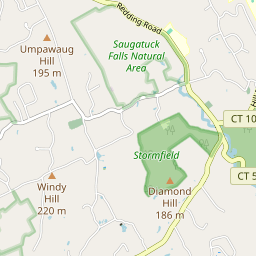 Redding Road
Umpawaug
Hill
195 m
Saugatuck
Falls Natural
Area
CT 10
Stormfield
CT 5
Windy
Hill
220 m
Diamond
Hill
186 m